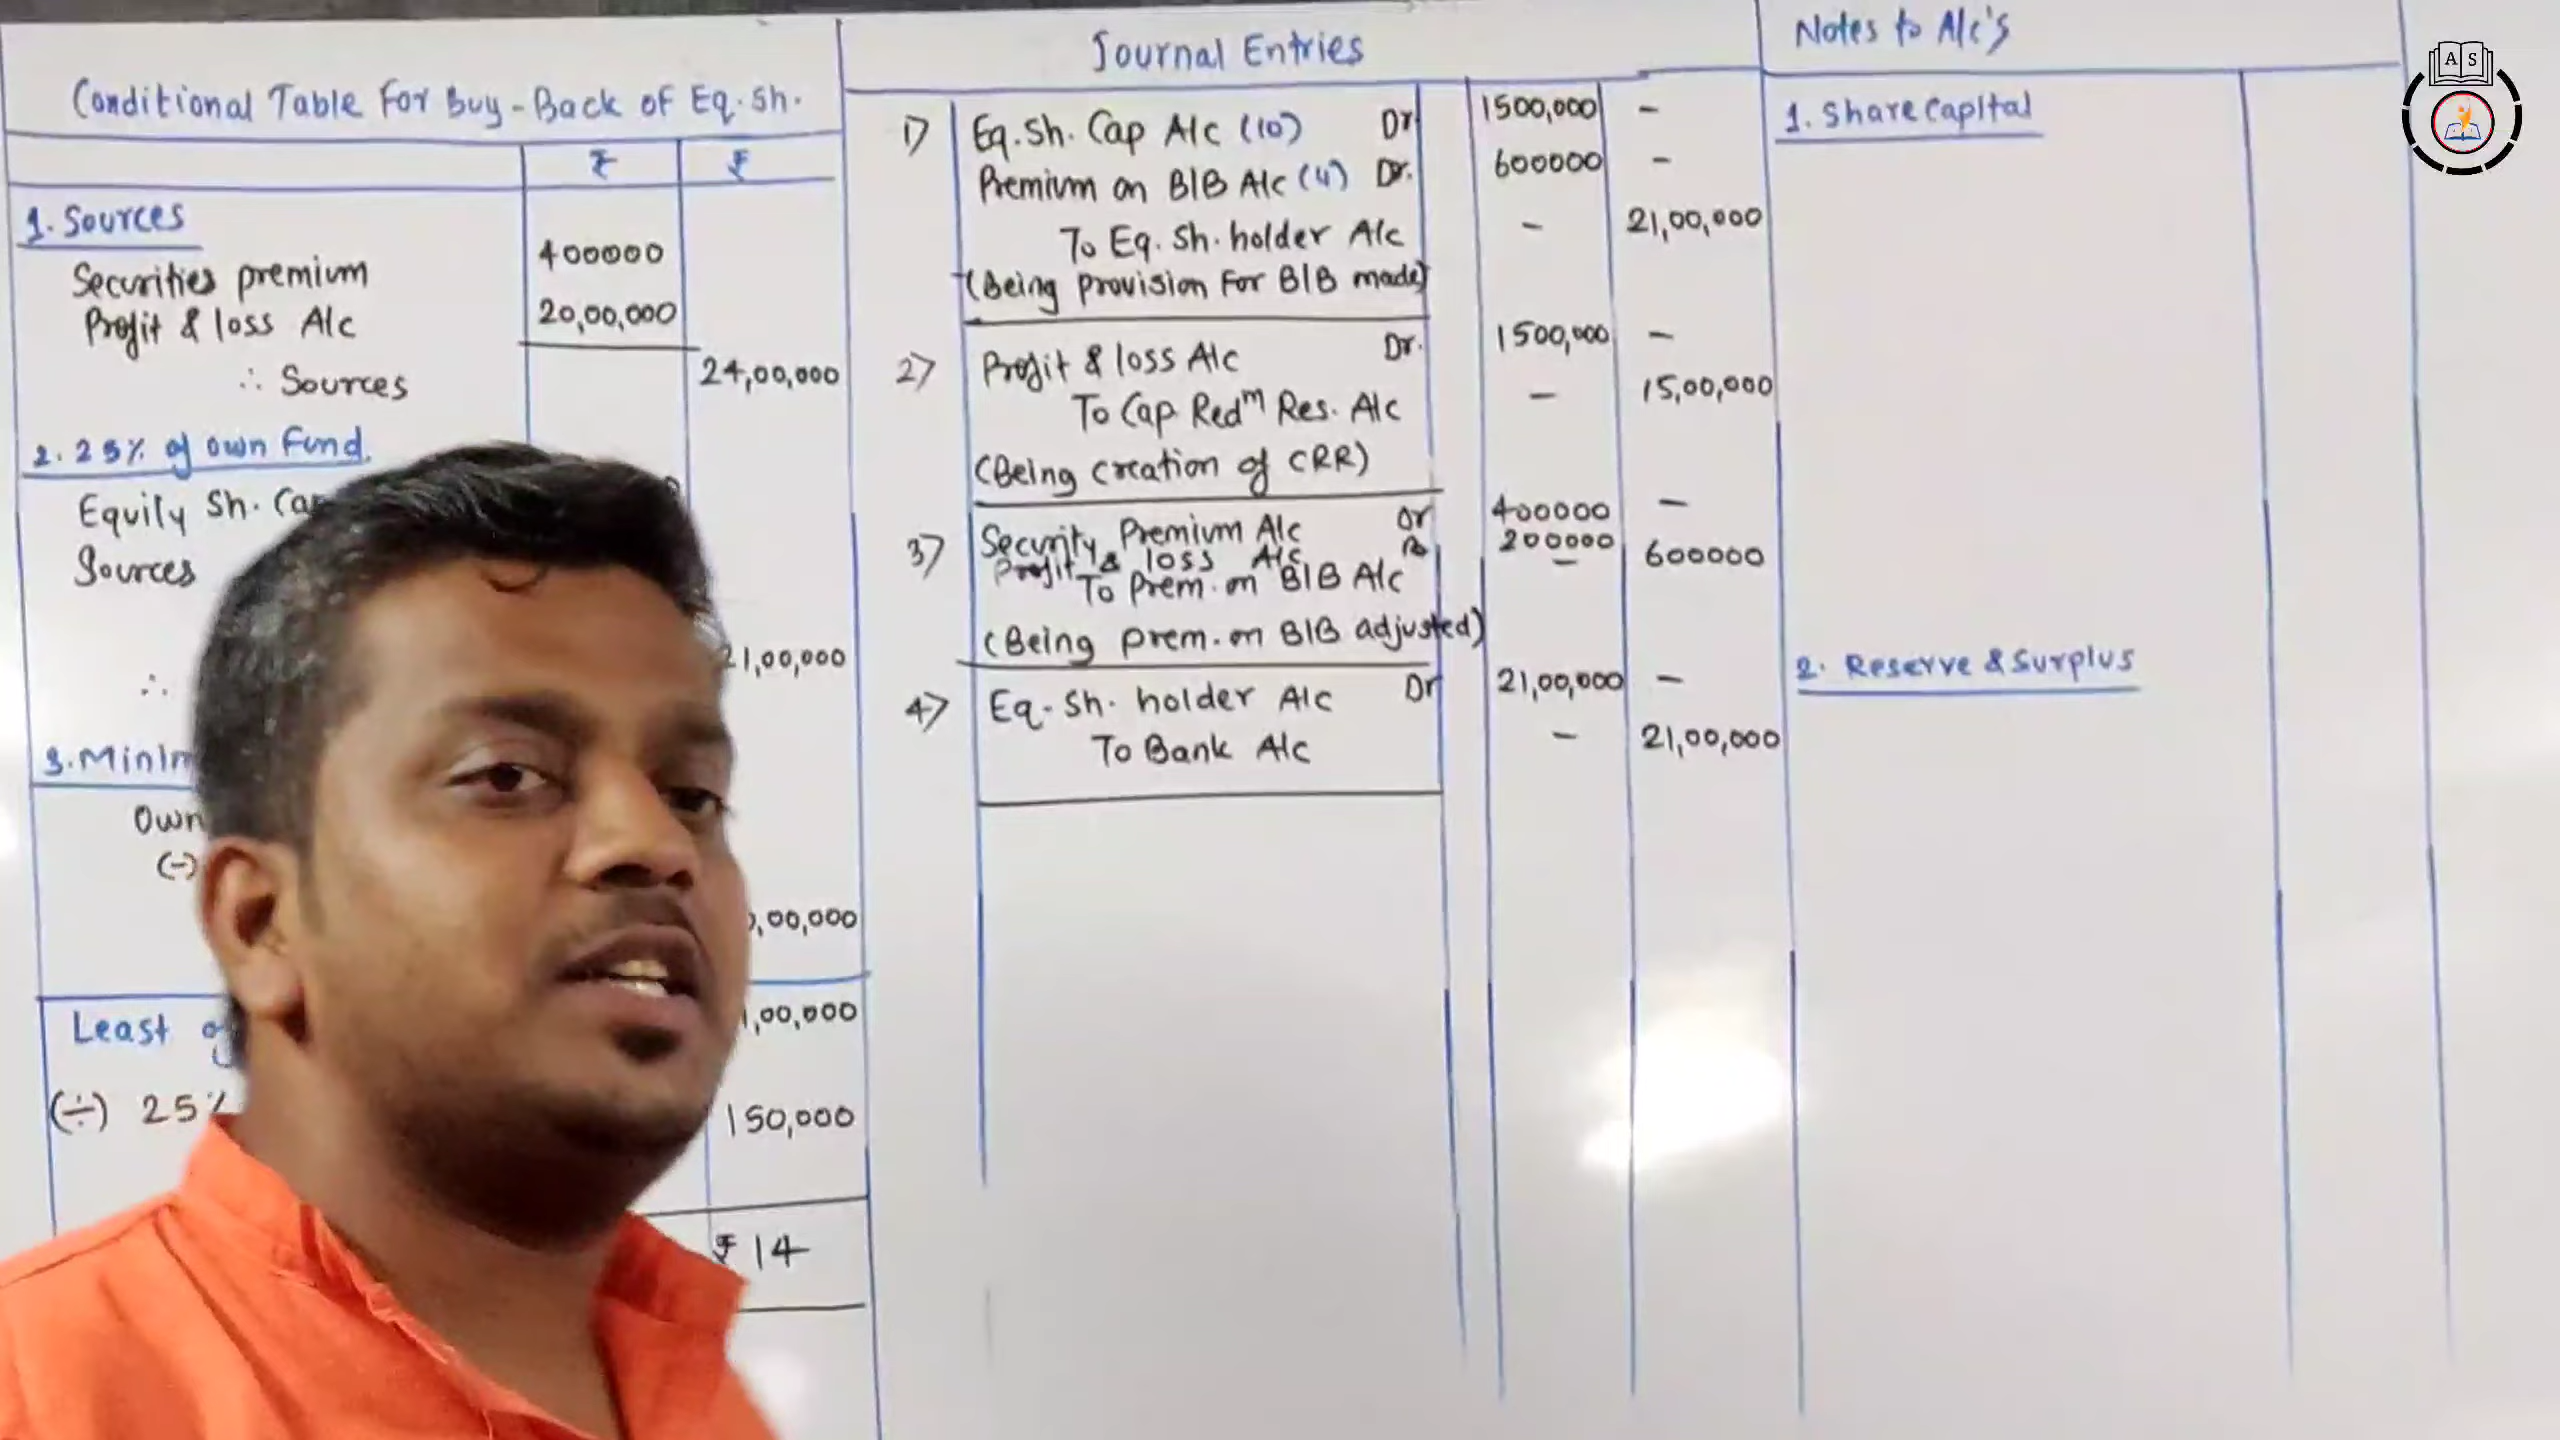 Conditional Table For Buy-Back of Eq. sh.
₹ ₹
1. Sources
Securities premium 400000
Profit & loss A/c 20,00,000
∴ Sources 24,00,000
2. 25% of own Fund.
Equity Sh. Ca
Sources
∴ 21,00,000
3. Minim
Own
(-)
,00,000
Least of
,00,000
(÷) 25%
150,000
₹ 14
Journal Entries
1) Eq. Sh. Cap A/c (10) Dr 1500,000 -
Premium on B/B A/c (4) Dr. 600000 -
To Eq. Sh. holder A/c - 21,00,000
(Being provision For B/B made)
2) Profit & loss A/c Dr. 1500,000 -
To Cap Redm Res. A/c - 15,00,000
(Being creation of CRR)
3) Security Premium A/c Dr 400000 -
Profit & loss A/c Dr 200000
To Prem. on B/B A/c - 600000
(Being prem. on B/B adjusted)
4) Eq. Sh. holder A/c Dr 21,00,000 -
To Bank A/c - 21,00,000
Notes to A/c's
1. Share Capital
2. Reserve & Surplus
A S